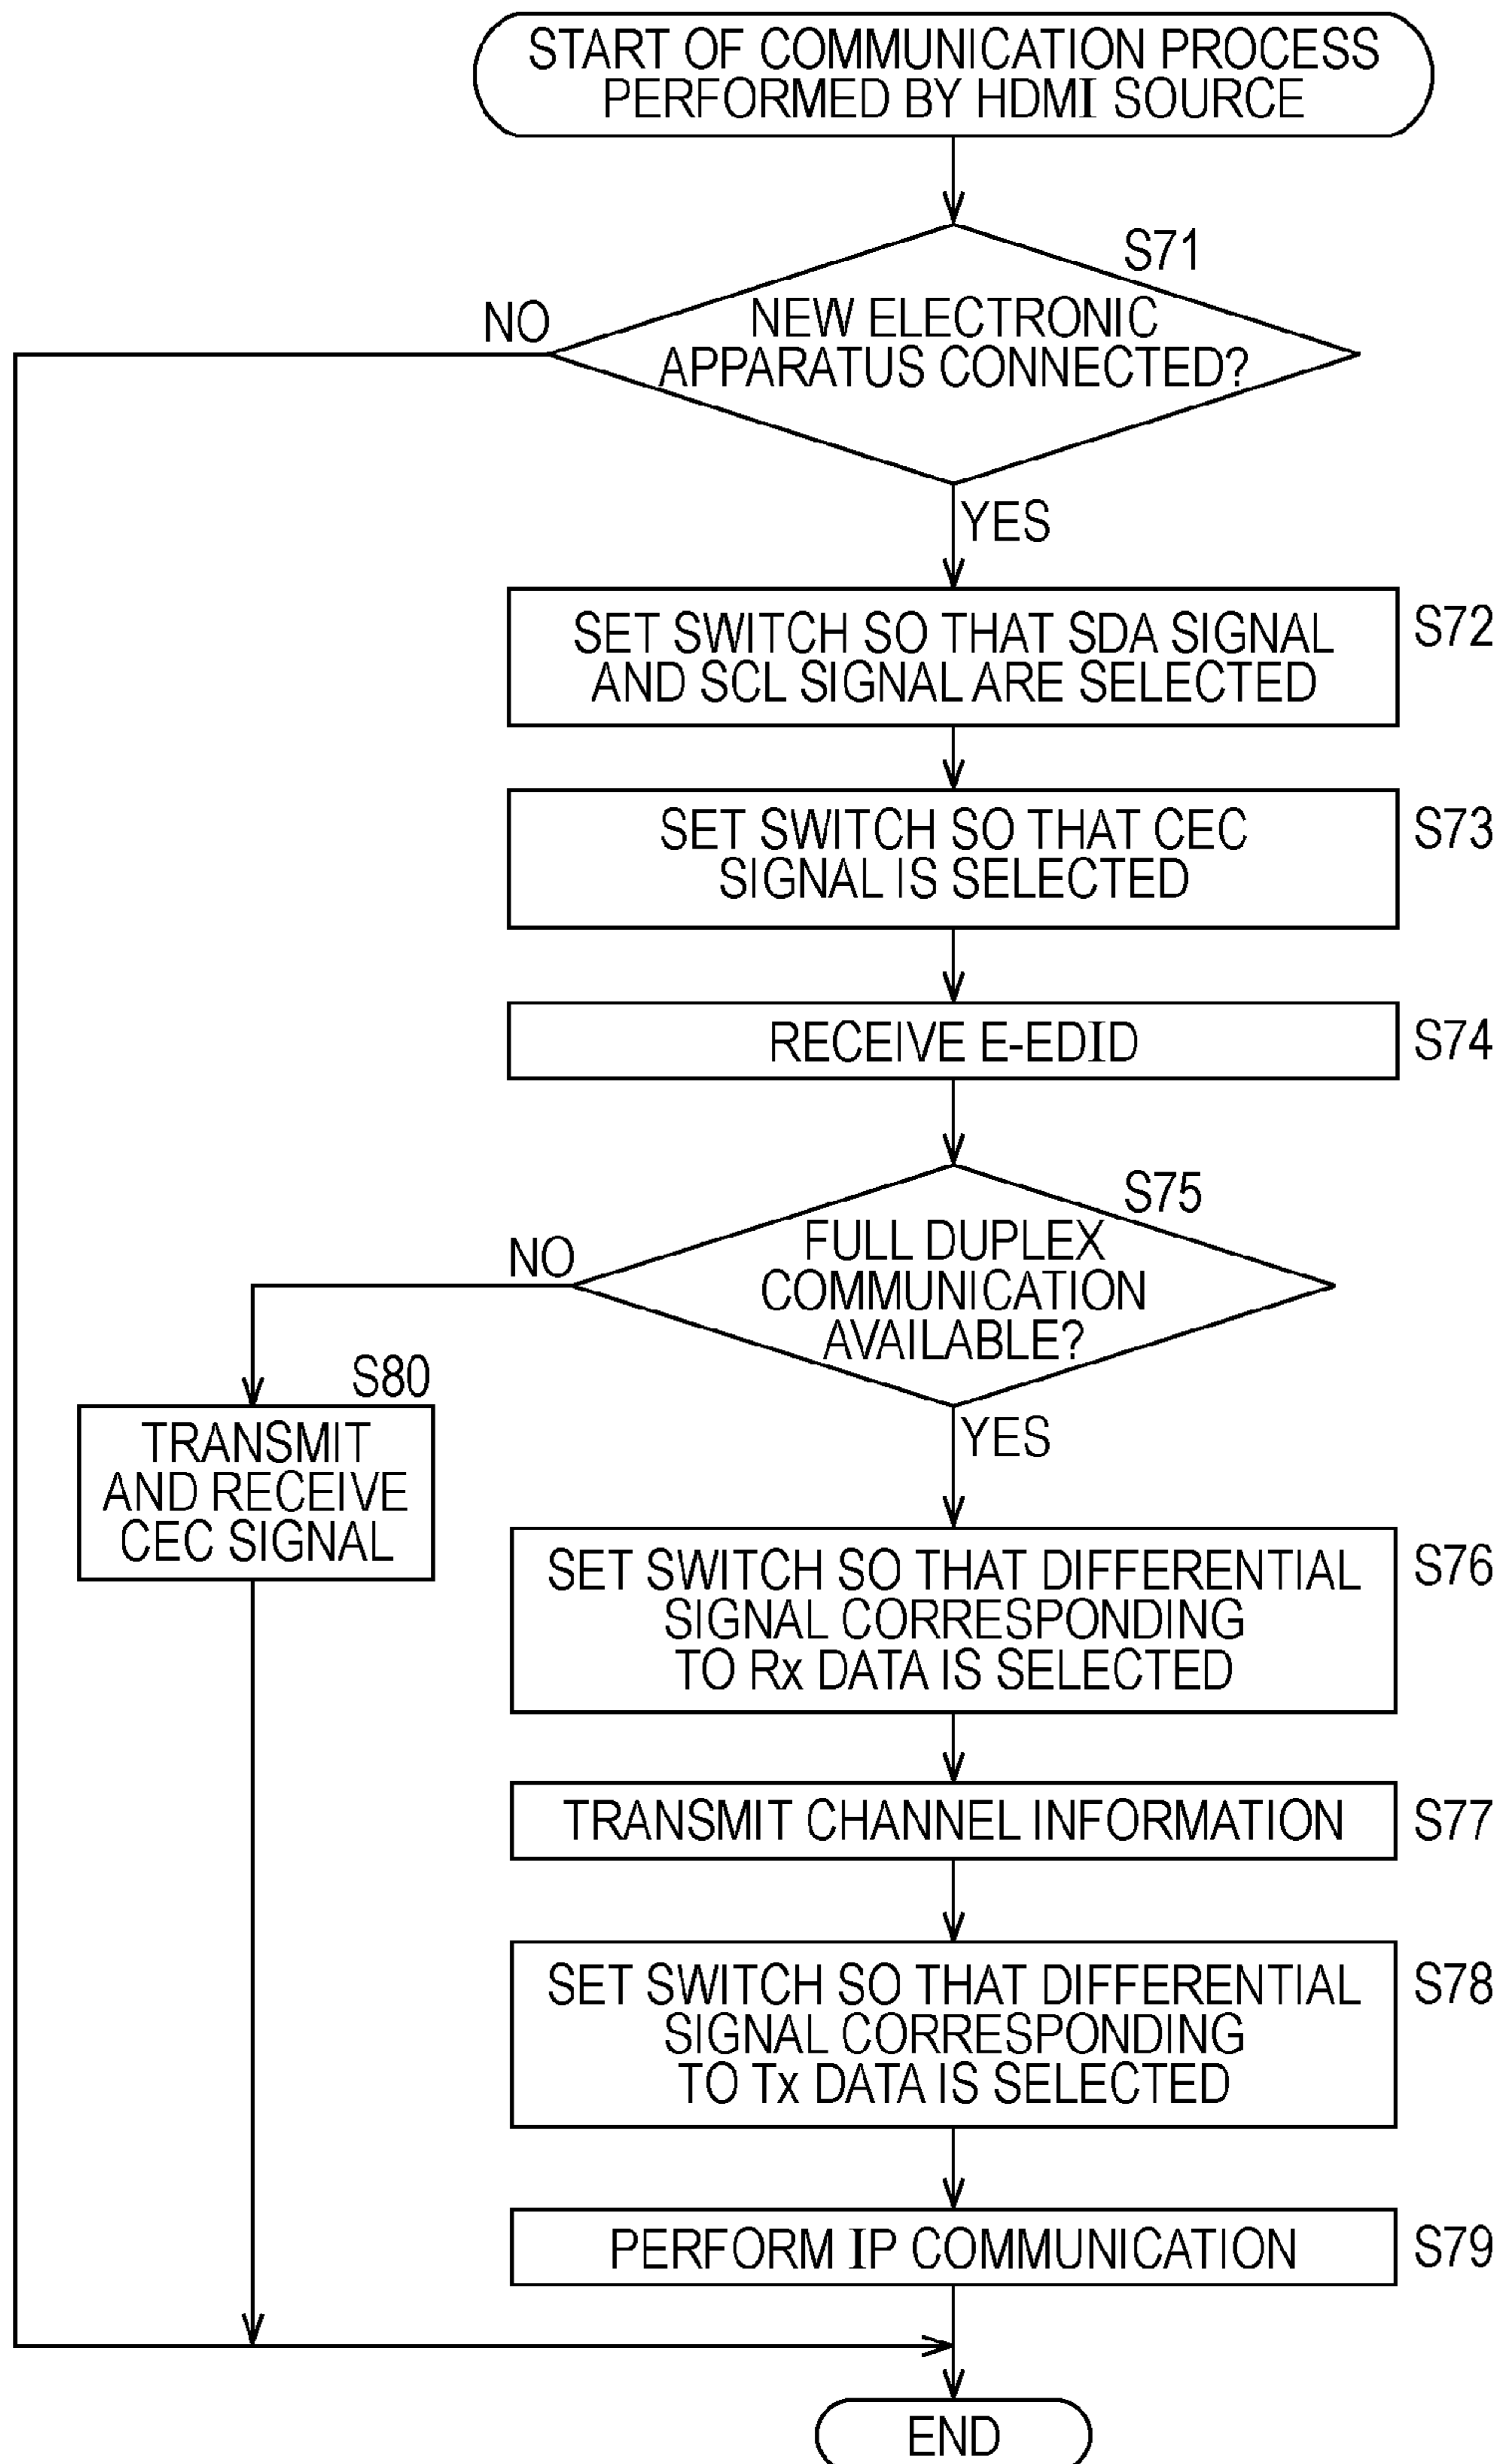 START OF COMMUNICATION PROCESS
PERFORMED BY HDMI SOURCE
S71
NO
NEW ELECTRONIC
APPARATUS CONNECTED?
YES
SET SWITCH SO THAT SDA SIGNAL
AND SCL SIGNAL ARE SELECTED
S72
SET SWITCH SO THAT CEC
SIGNAL IS SELECTED
S73
RECEIVE E-EDID
S74
S75
NO
FULL DUPLEX
COMMUNICATION
AVAILABLE?
S80
TRANSMIT
AND RECEIVE
CEC SIGNAL
YES
SET SWITCH SO THAT DIFFERENTIAL
SIGNAL CORRESPONDING
TO Rx DATA IS SELECTED
S76
TRANSMIT CHANNEL INFORMATION
S77
SET SWITCH SO THAT DIFFERENTIAL
SIGNAL CORRESPONDING
TO Tx DATA IS SELECTED
S78
PERFORM IP COMMUNICATION
S79
END